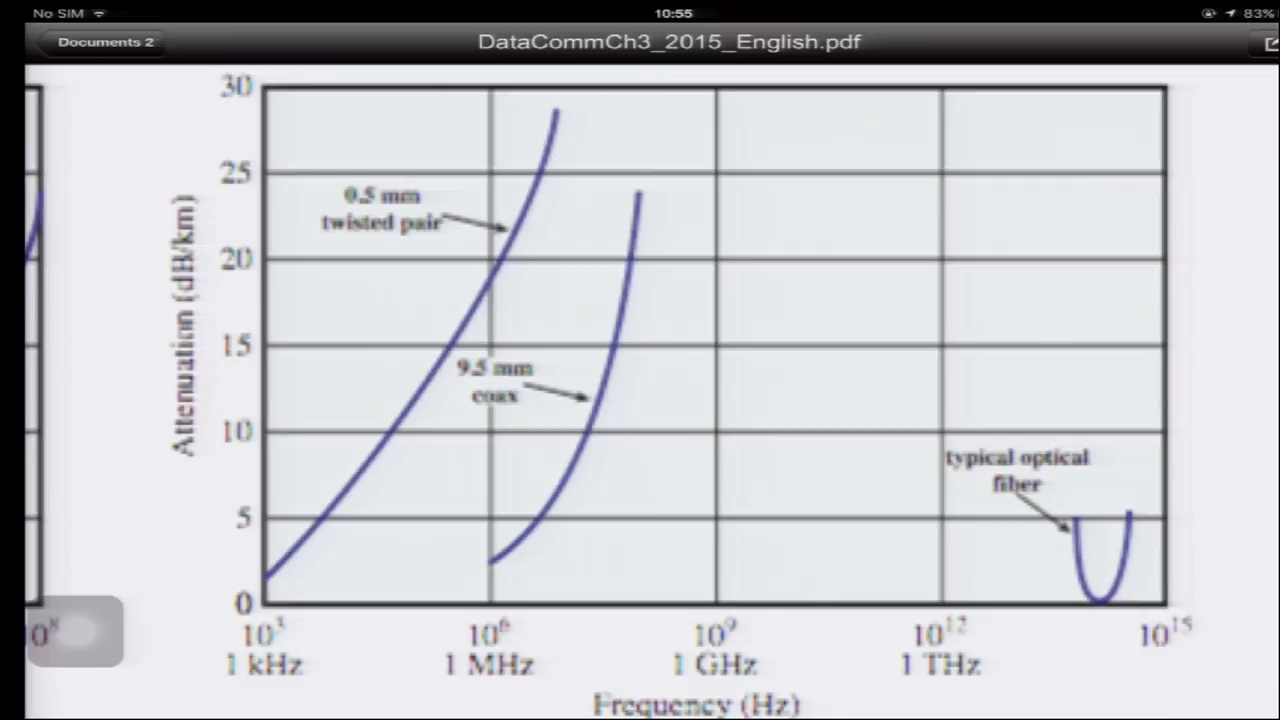 No SIM 10:55 83%
Documents 2 DataCommCh3_2015_English.pdf
30
25
20
15
10
5
0
Attenuation (dB/km)
0.5 mm
twisted pair
9.5 mm
coax
typical optical
fiber
10⁸ 10³ 10⁶ 10⁹ 10¹² 10¹⁵
1 kHz 1 MHz 1 GHz 1 THz
Frequency (Hz)